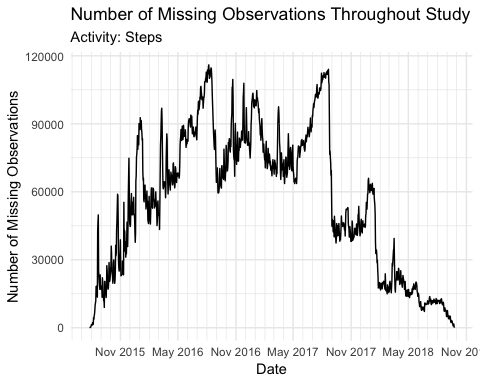 Number of Missing Observations Throughout Study
Activity: Steps
Number of Missing Observations
120000
90000
60000
30000
0
Nov 2015 May 2016 Nov 2016 May 2017 Nov 2017 May 2018 Nov 201
Date